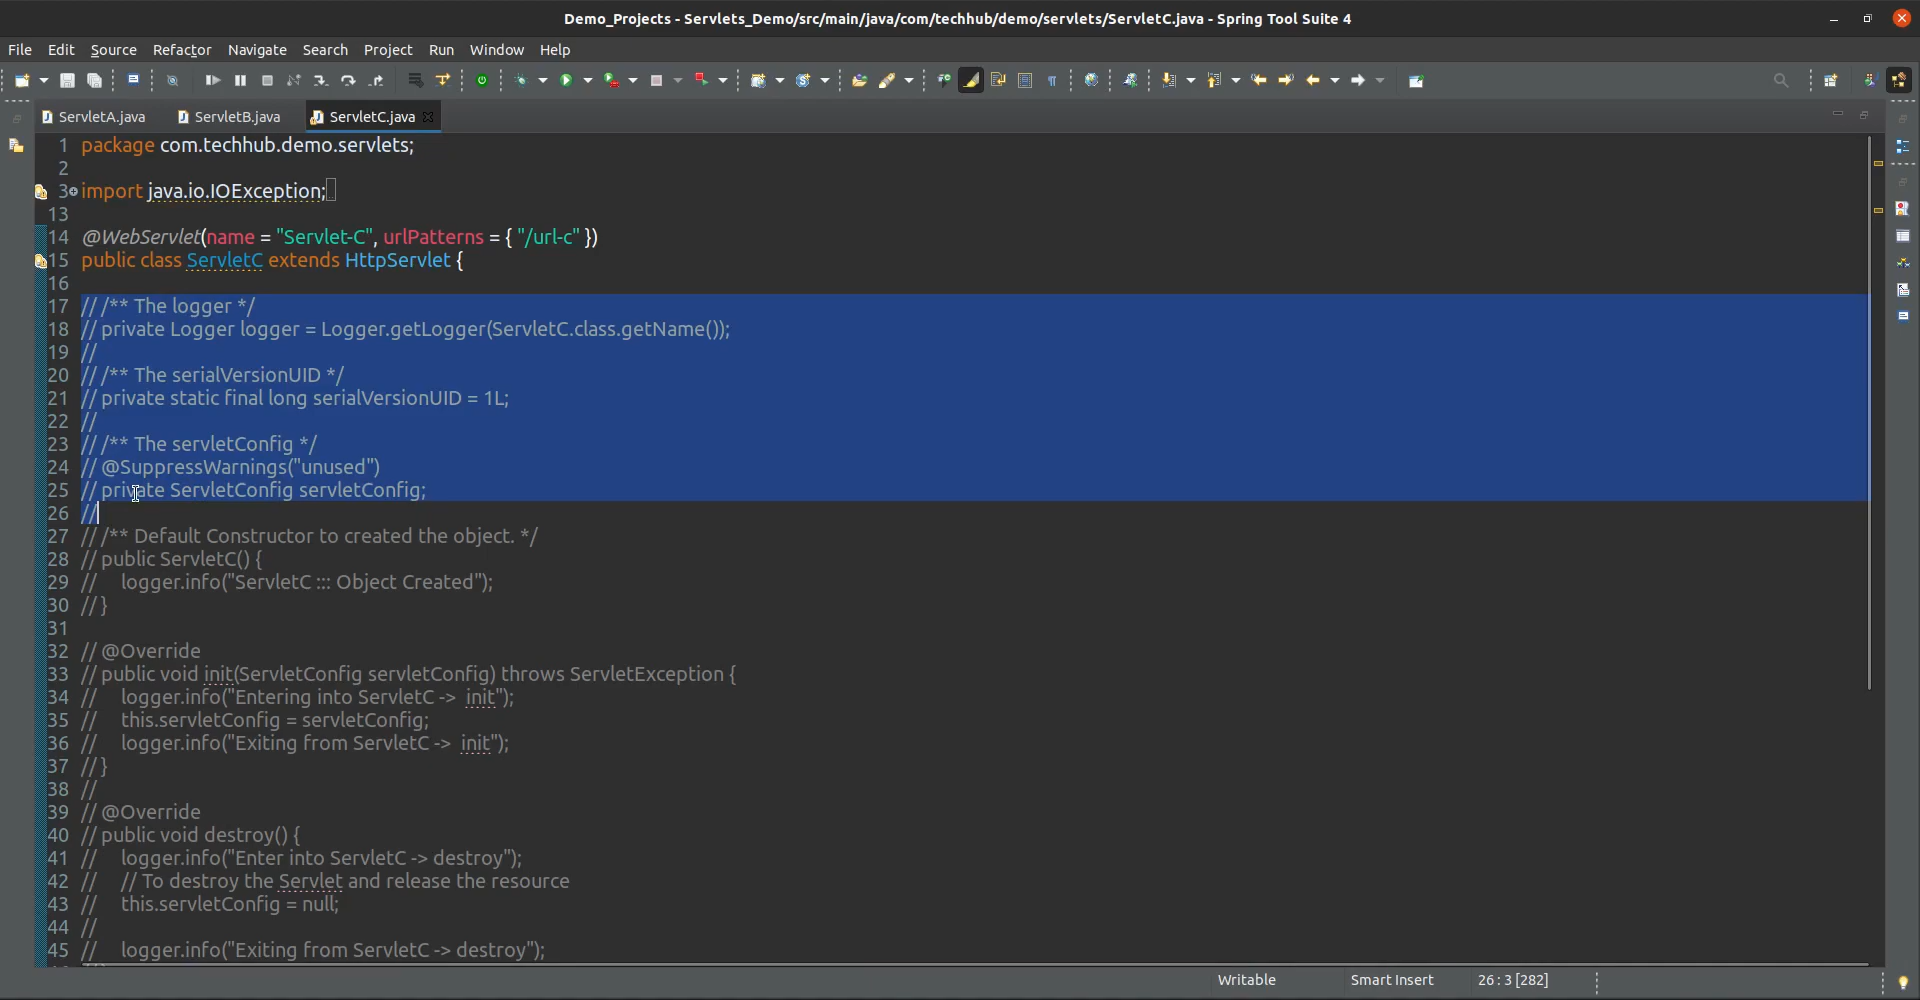 Demo_Projects - Servlets_Demo/src/main/java/com/techhub/demo/servlets/ServletC.java - Spring Tool Suite 4
File Edit Source Refactor Navigate Search Project Run Window Help
ServletA.java ServletB.java ServletC.java
1 package com.techhub.demo.servlets;
2
3 import java.io.IOException;
13
14 @WebServlet(name = "Servlet-C", urlPatterns = { "/url-c" })
15 public class ServletC extends HttpServlet {
16
17 // /** The logger */
18 // private Logger logger = Logger.getLogger(ServletC.class.getName());
19 //
20 // /** The serialVersionUID */
21 // private static final long serialVersionUID = 1L;
22 //
23 // /** The servletConfig */
24 // @SuppressWarnings("unused")
25 // private ServletConfig servletConfig;
26 //
27 // /** Default Constructor to created the object. */
28 // public ServletC() {
29 // logger.info("ServletC ::: Object Created");
30 // }
31
32 // @Override
33 // public void init(ServletConfig servletConfig) throws ServletException {
34 // logger.info("Entering into ServletC -> init");
35 // this.servletConfig = servletConfig;
36 // logger.info("Exiting from ServletC -> init");
37 // }
38 //
39 // @Override
40 // public void destroy() {
41 // logger.info("Enter into ServletC -> destroy");
42 // // To destroy the Servlet and release the resource
43 // this.servletConfig = null;
44 //
45 // logger.info("Exiting from ServletC -> destroy");
Writable Smart Insert 26 : 3 [282]